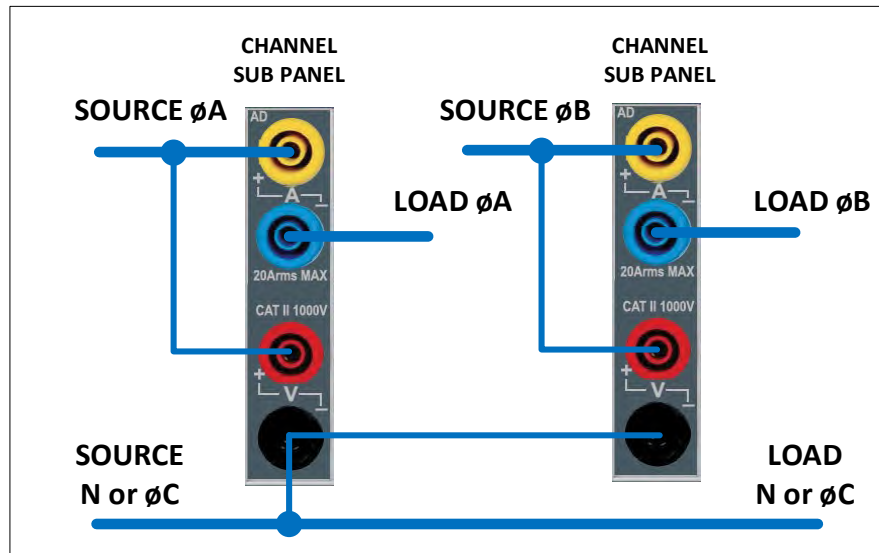 CHANNEL
SUB PANEL
CHANNEL
SUB PANEL
SOURCE øA
AD
+
A
−
LOAD øA
20Arms MAX
CAT II 1000V
+
V
−
SOURCE øB
AD
+
A
−
LOAD øB
20Arms MAX
CAT II 1000V
+
V
−
SOURCE
N or øC
LOAD
N or øC